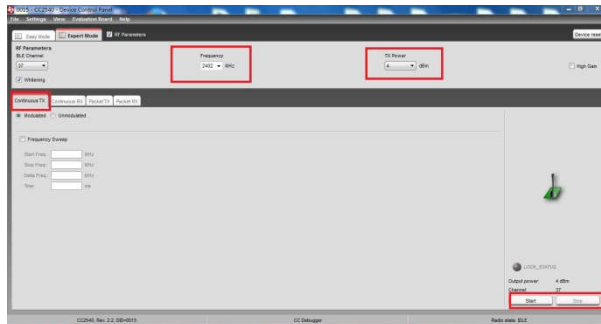 0015 - CC2540 - Device Control Panel
File Settings View Evaluation Board Help
Easy Mode Expert Mode RF Parameters Device reset
RF Parameters
BLE Channel Frequency TX Power
37 2402 MHz 4 dBm High Gain
Whitening
Continuous TX Continuous RX Packet TX Packet RX
Modulated Unmodulated
Frequency Sweep
Start Freq: MHz
Stop Freq: MHz
Delta Freq: MHz
Time ms
LOCK_STATUS
Output power 4 dBm
Channel 37
Start Stop
CC2540, Rev. 2.2, DID=0015 CC Debugger Radio state: IDLE